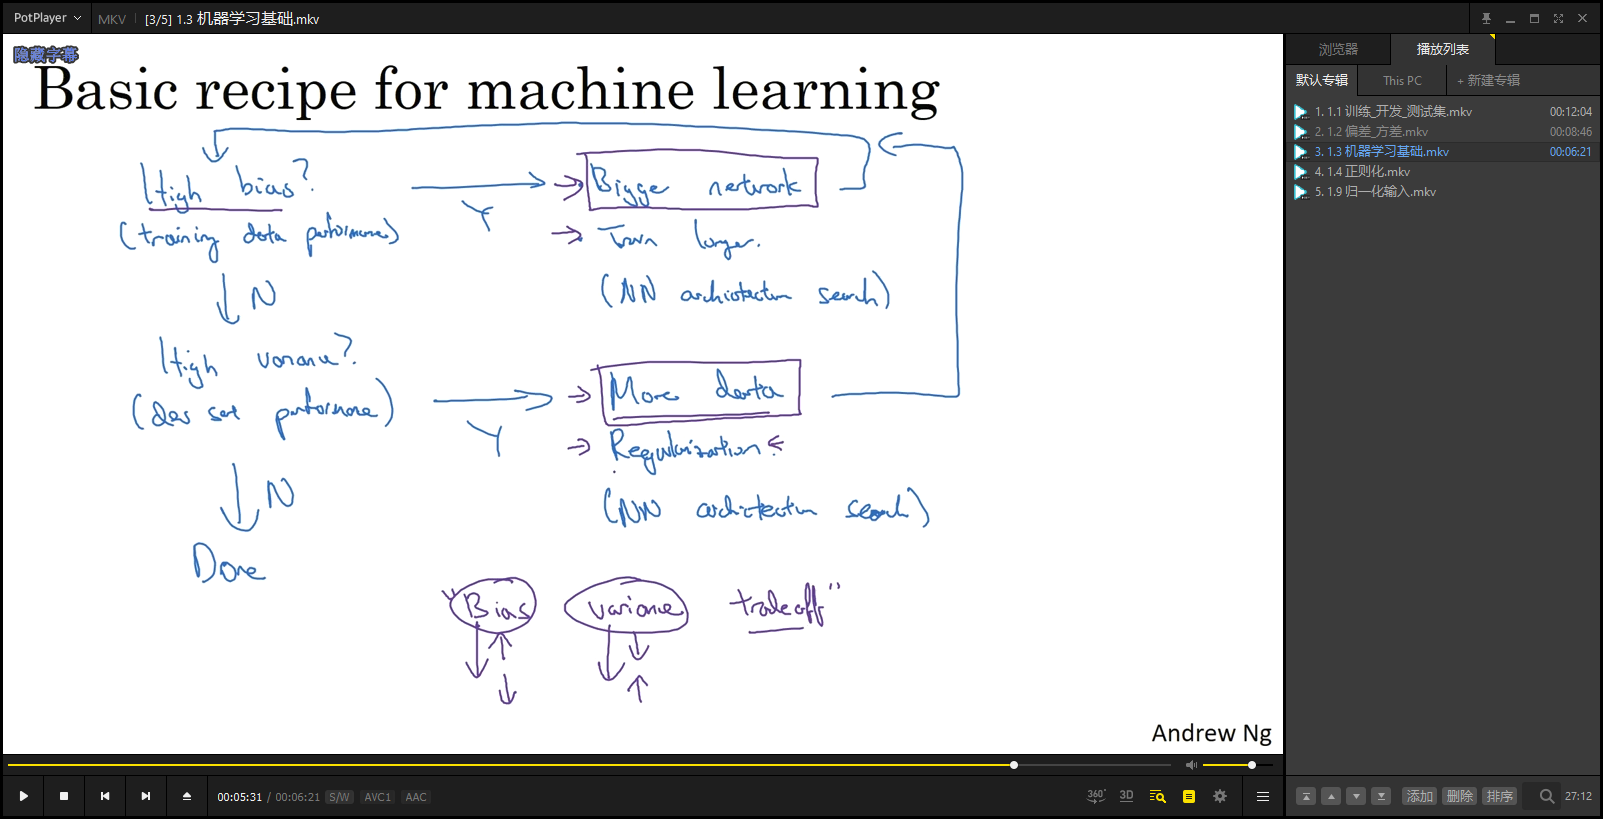 PotPlayer MKV [3/5] 1.3 机器学习基础.mkv
隐藏字幕
Basic recipe for machine learning
High bias? Y Bigger network
(training data performance) Train longer.
N (NN architecture search)
High variance? Y More data
(dev set performance) Regularization.
N (NN architecture search)
Done
"Bias variance tradeoff"
Andrew Ng
00:05:31 / 00:06:21 S/W AVC1 AAC
360° 3D
浏览器 播放列表
默认专辑 This PC + 新建专辑
1. 1.1 训练_开发_测试集.mkv 00:12:04
2. 1.2 偏差_方差.mkv 00:08:46
3. 1.3 机器学习基础.mkv 00:06:21
4. 1.4 正则化.mkv
5. 1.9 归一化输入.mkv
添加 删除 排序 27:12